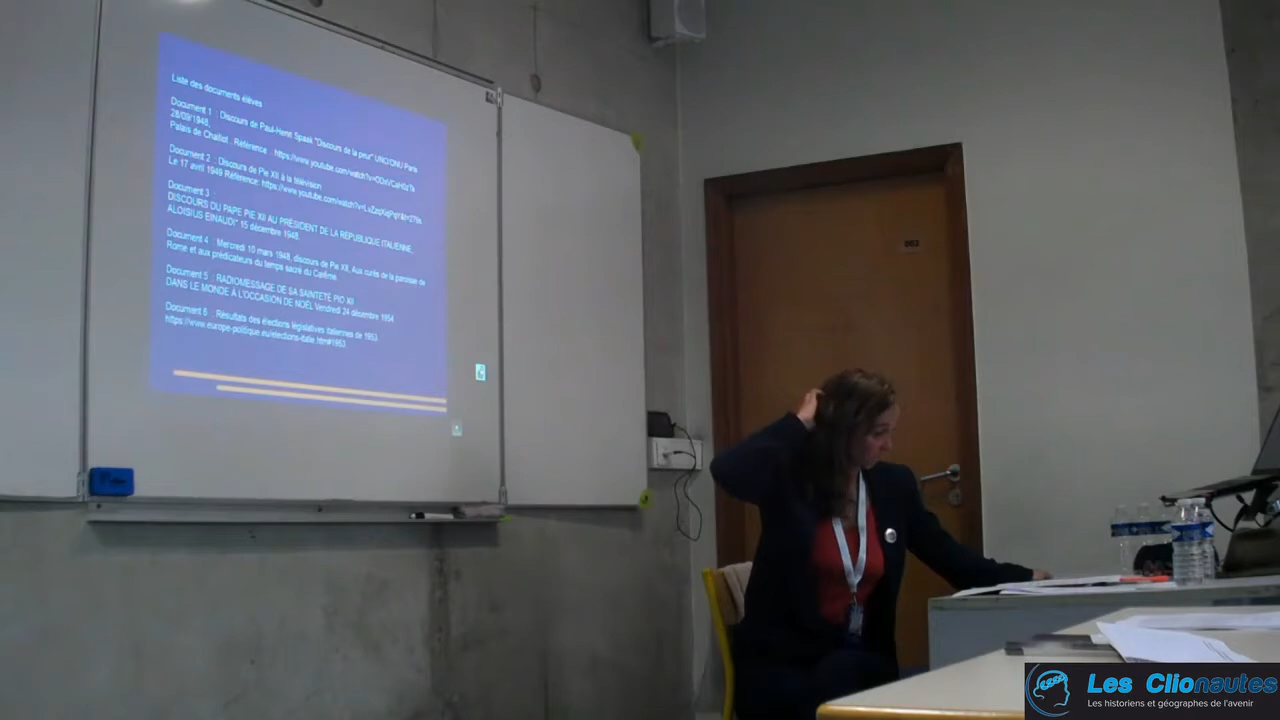 Liste des documents élèves
Document 1 : Discours de Paul-Henri Spaak "Discours de la peur" UNO/ONU Paris
28/09/1948,
Palais de Chaillot . Référence : https://www.youtube.com/watch?v=
Document 2 : Discours de Pie XII à la télévision
Le 17 avril 1949 Référence: https://www.youtube.com/watch?v=
Document 3 :
DISCOURS DU PAPE PIE XII AU PRÉSIDENT DE LA RÉPUBLIQUE ITALIENNE,
ALOISIUS EINAUDI" 15 décembre 1948.
Document 4 : Mercredi 10 mars 1948, discours de Pie XII, Aux curés de la paroisse de
Rome et aux prédicateurs du temps sacré du Carême.
Document 5 : RADIOMESSAGE DE SA SAINTETÉ PIO XII
DANS LE MONDE À L'OCCASION DE NOËL Vendredi 24 décembre 1954
Document 6 : Résultats des élections législatives italiennes de 1953
https://www.europe-politique.eu/elections-italie.htm#1953
Les Clionautes
Les historiens et géographes de l'avenir